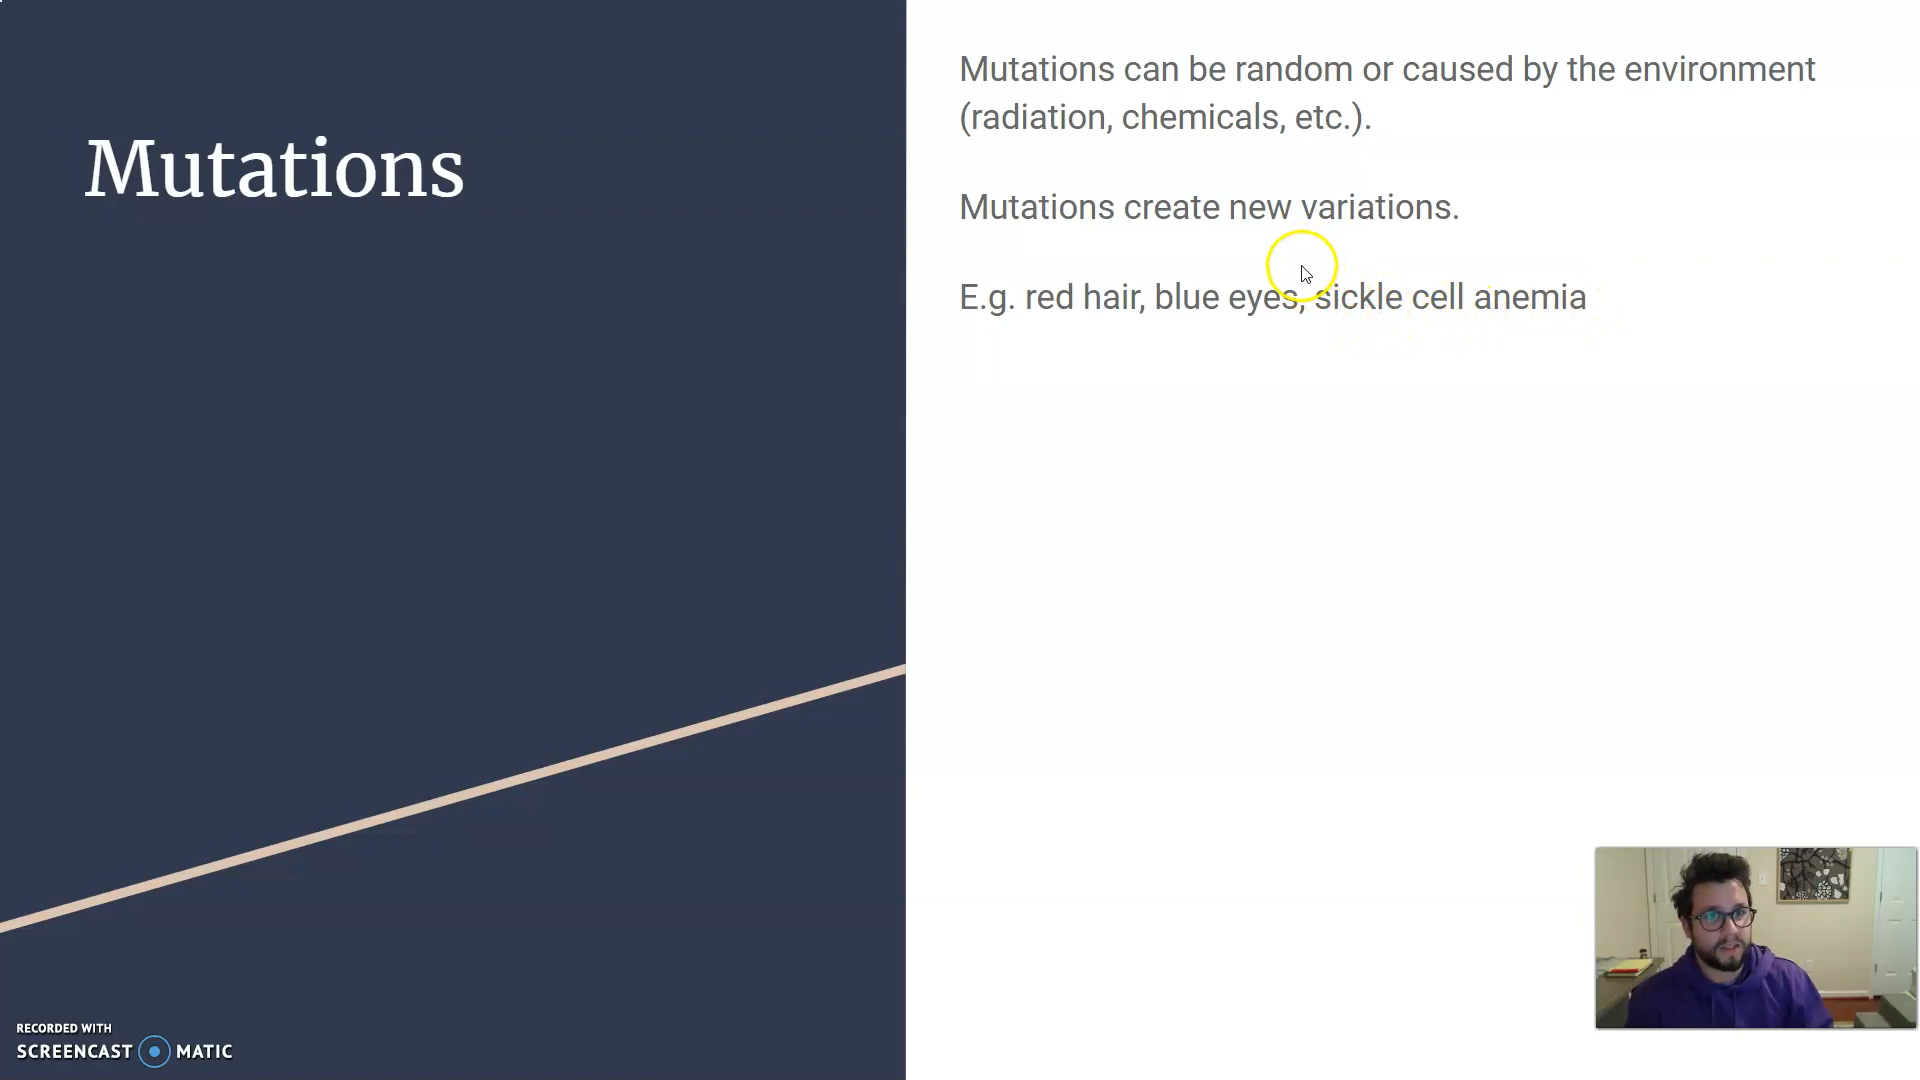 Mutations
Mutations can be random or caused by the environment
(radiation, chemicals, etc.).
Mutations create new variations.
E.g. red hair, blue eyes, sickle cell anemia
RECORDED WITH
SCREENCAST MATIC